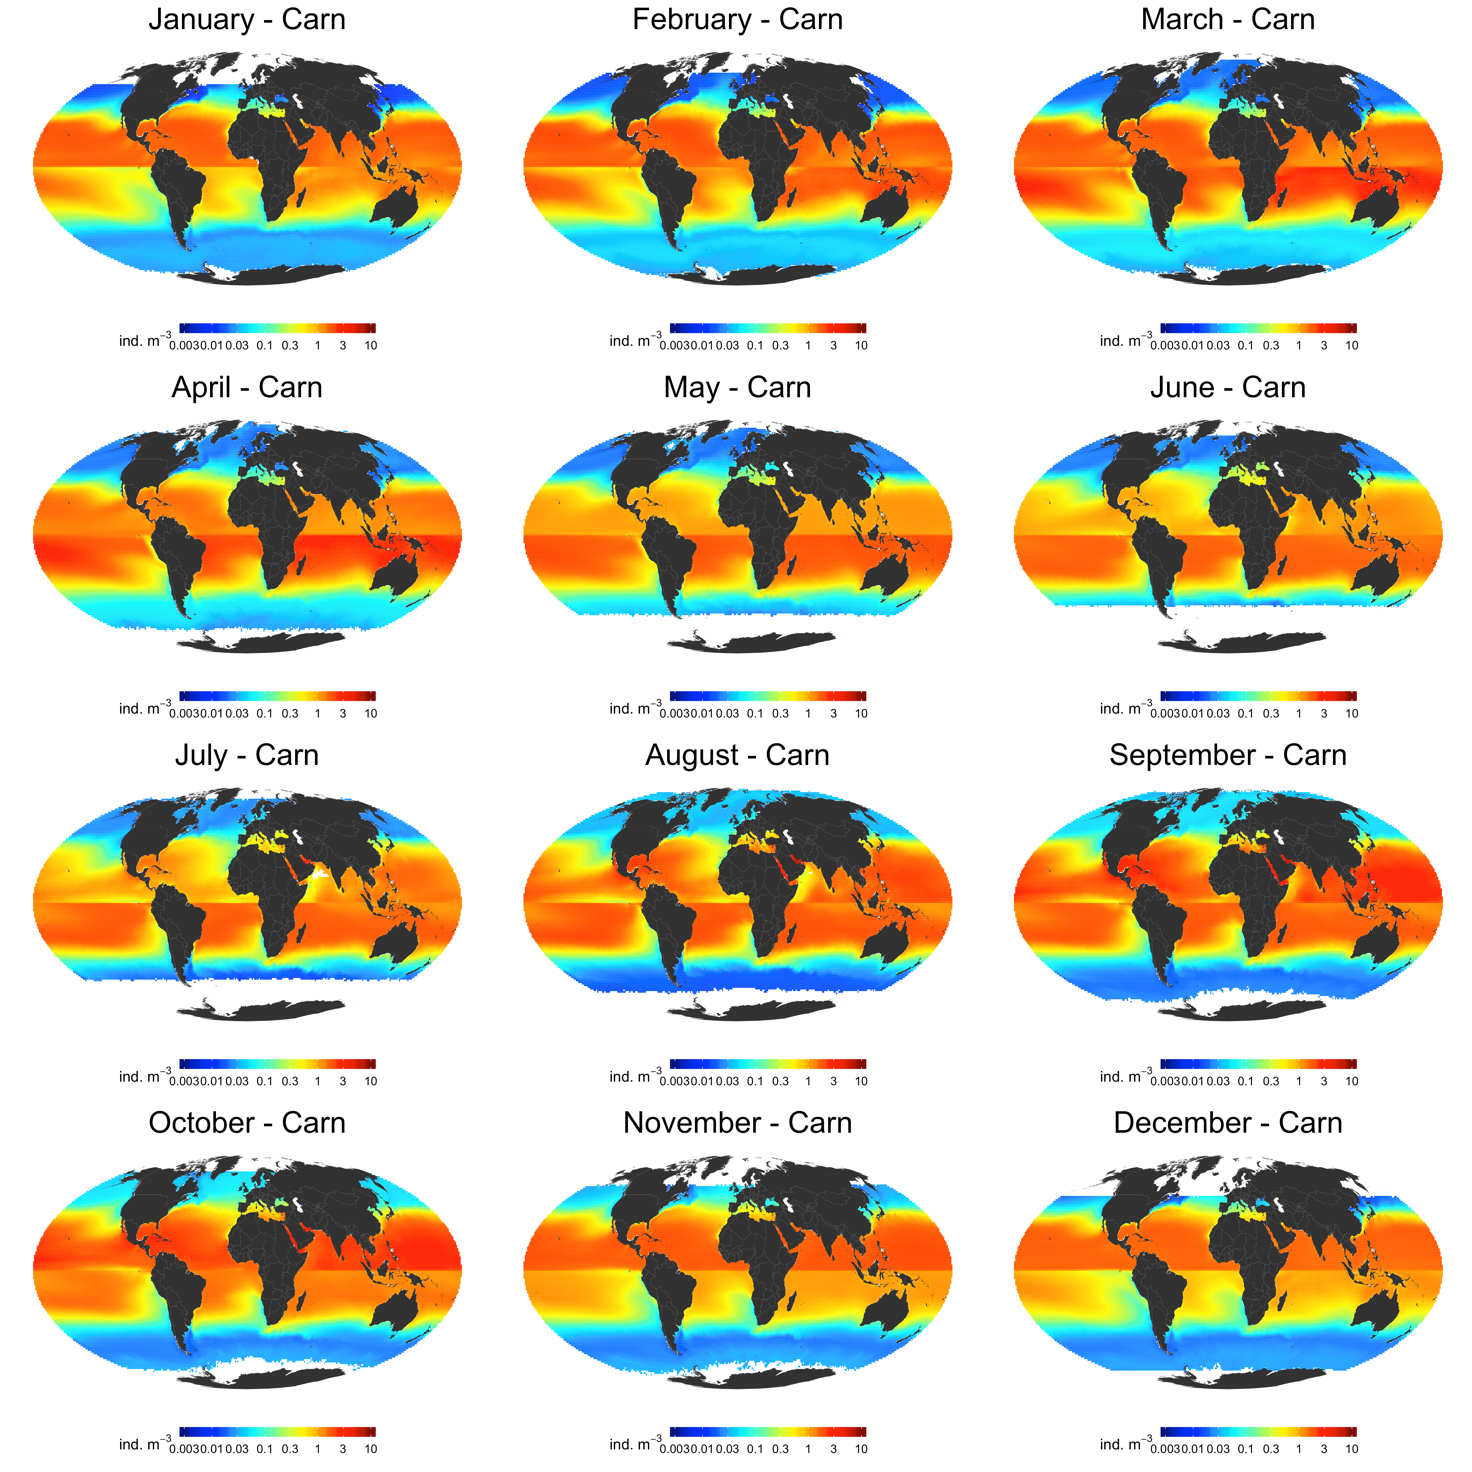 January - Carn February - Carn March - Carn
ind. m−3 0.003 0.01 0.03 0.1 0.3 1 3 10 ind. m−3 0.003 0.01 0.03 0.1 0.3 1 3 10 ind. m−3 0.003 0.01 0.03 0.1 0.3 1 3 10
April - Carn May - Carn June - Carn
ind. m−3 0.003 0.01 0.03 0.1 0.3 1 3 10 ind. m−3 0.003 0.01 0.03 0.1 0.3 1 3 10 ind. m−3 0.003 0.01 0.03 0.1 0.3 1 3 10
July - Carn August - Carn September - Carn
ind. m−3 0.003 0.01 0.03 0.1 0.3 1 3 10 ind. m−3 0.003 0.01 0.03 0.1 0.3 1 3 10 ind. m−3 0.003 0.01 0.03 0.1 0.3 1 3 10
October - Carn November - Carn December - Carn
ind. m−3 0.003 0.01 0.03 0.1 0.3 1 3 10 ind. m−3 0.003 0.01 0.03 0.1 0.3 1 3 10 ind. m−3 0.003 0.01 0.03 0.1 0.3 1 3 10